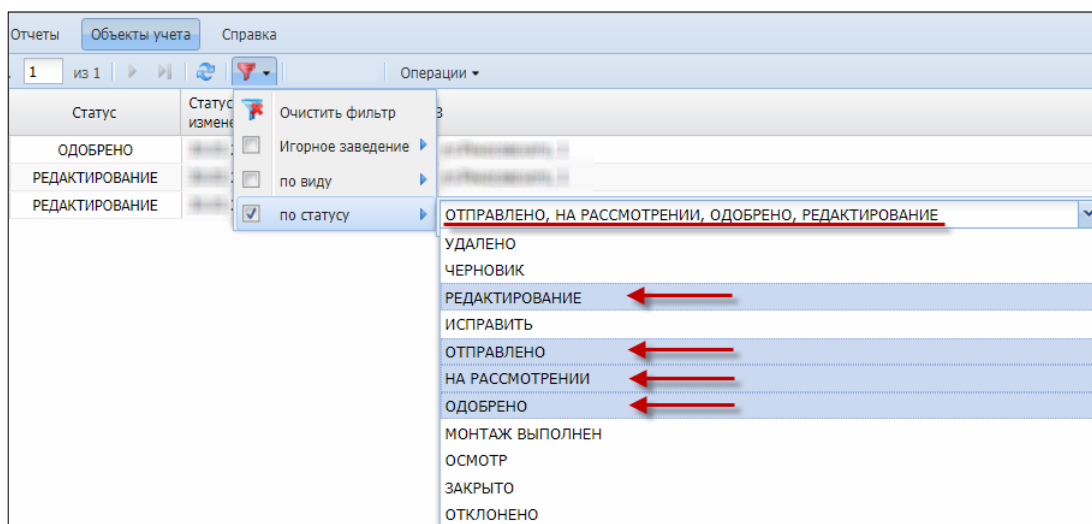 Отчеты Объекты учета Справка
1 из 1 Операции
Статус Статус
измене
Очистить фильтр
ОДОБРЕНО Игорное заведение
РЕДАКТИРОВАНИЕ по виду
РЕДАКТИРОВАНИЕ по статусу
ОТПРАВЛЕНО, НА РАССМОТРЕНИИ, ОДОБРЕНО, РЕДАКТИРОВАНИЕ
УДАЛЕНО
ЧЕРНОВИК
РЕДАКТИРОВАНИЕ
ИСПРАВИТЬ
ОТПРАВЛЕНО
НА РАССМОТРЕНИИ
ОДОБРЕНО
МОНТАЖ ВЫПОЛНЕН
ОСМОТР
ЗАКРЫТО
ОТКЛОНЕНО